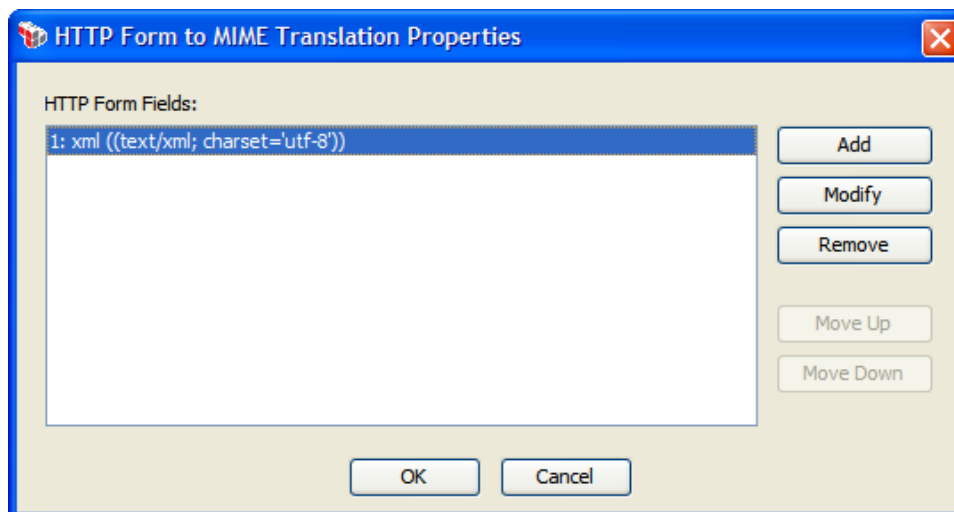 HTTP Form to MIME Translation Properties
HTTP Form Fields:
1: xml ((text/xml; charset='utf-8'))
Add
Modify
Remove
Move Up
Move Down
OK
Cancel